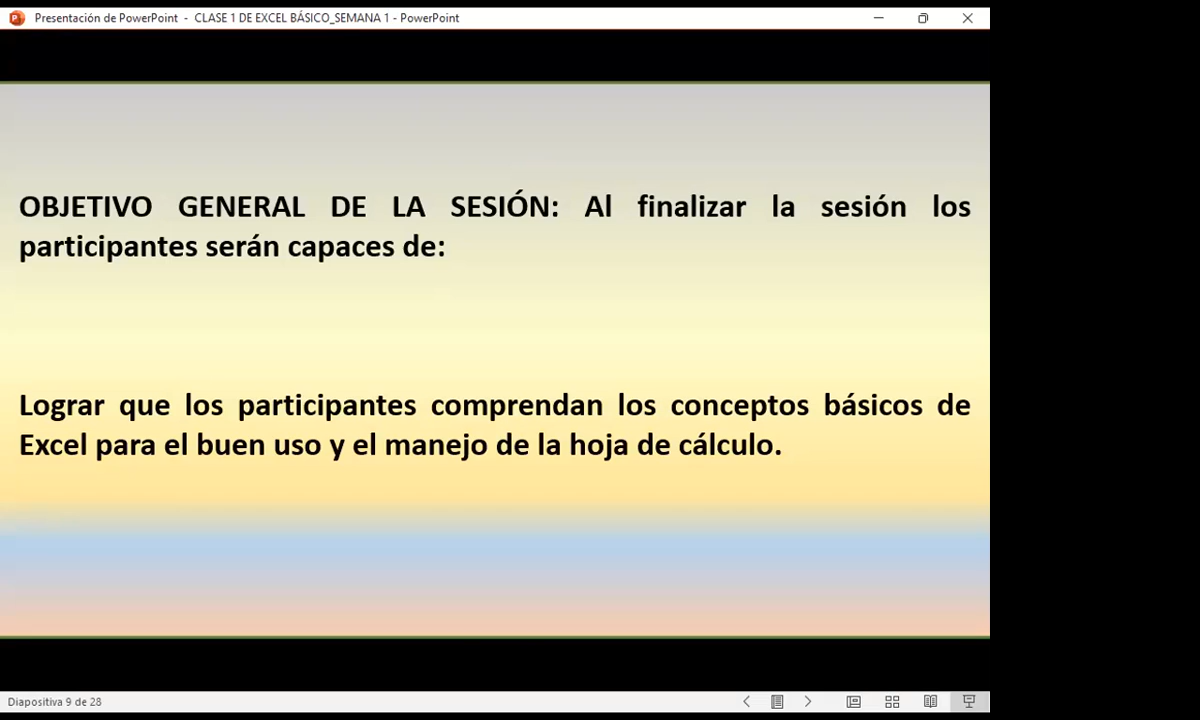 Presentación de PowerPoint - CLASE 1 DE EXCEL BÁSICO_SEMANA 1 - PowerPoint
OBJETIVO GENERAL DE LA SESIÓN: Al finalizar la sesión los
participantes serán capaces de:
Lograr que los participantes comprendan los conceptos básicos de
Excel para el buen uso y el manejo de la hoja de cálculo.
Diapositiva 9 de 28